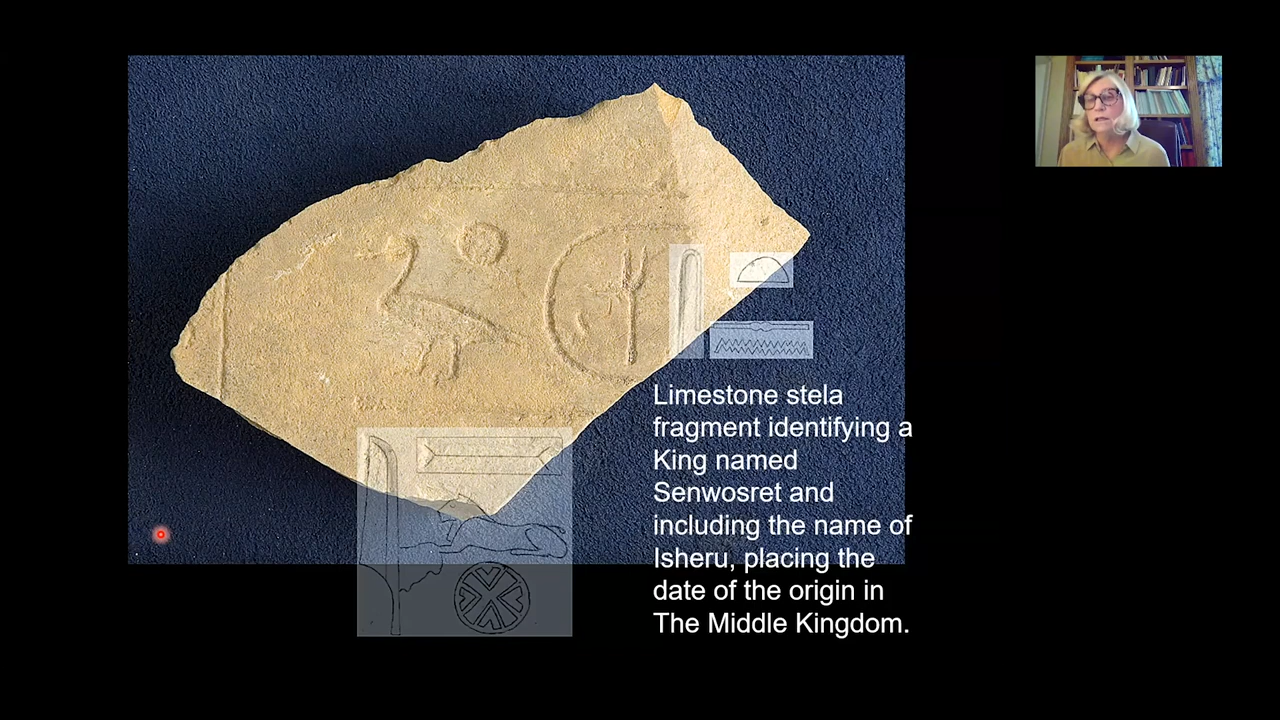 Limestone stela
fragment identifying a
King named
Senwosret and
including the name of
Isheru, placing the
date of the origin in
The Middle Kingdom.